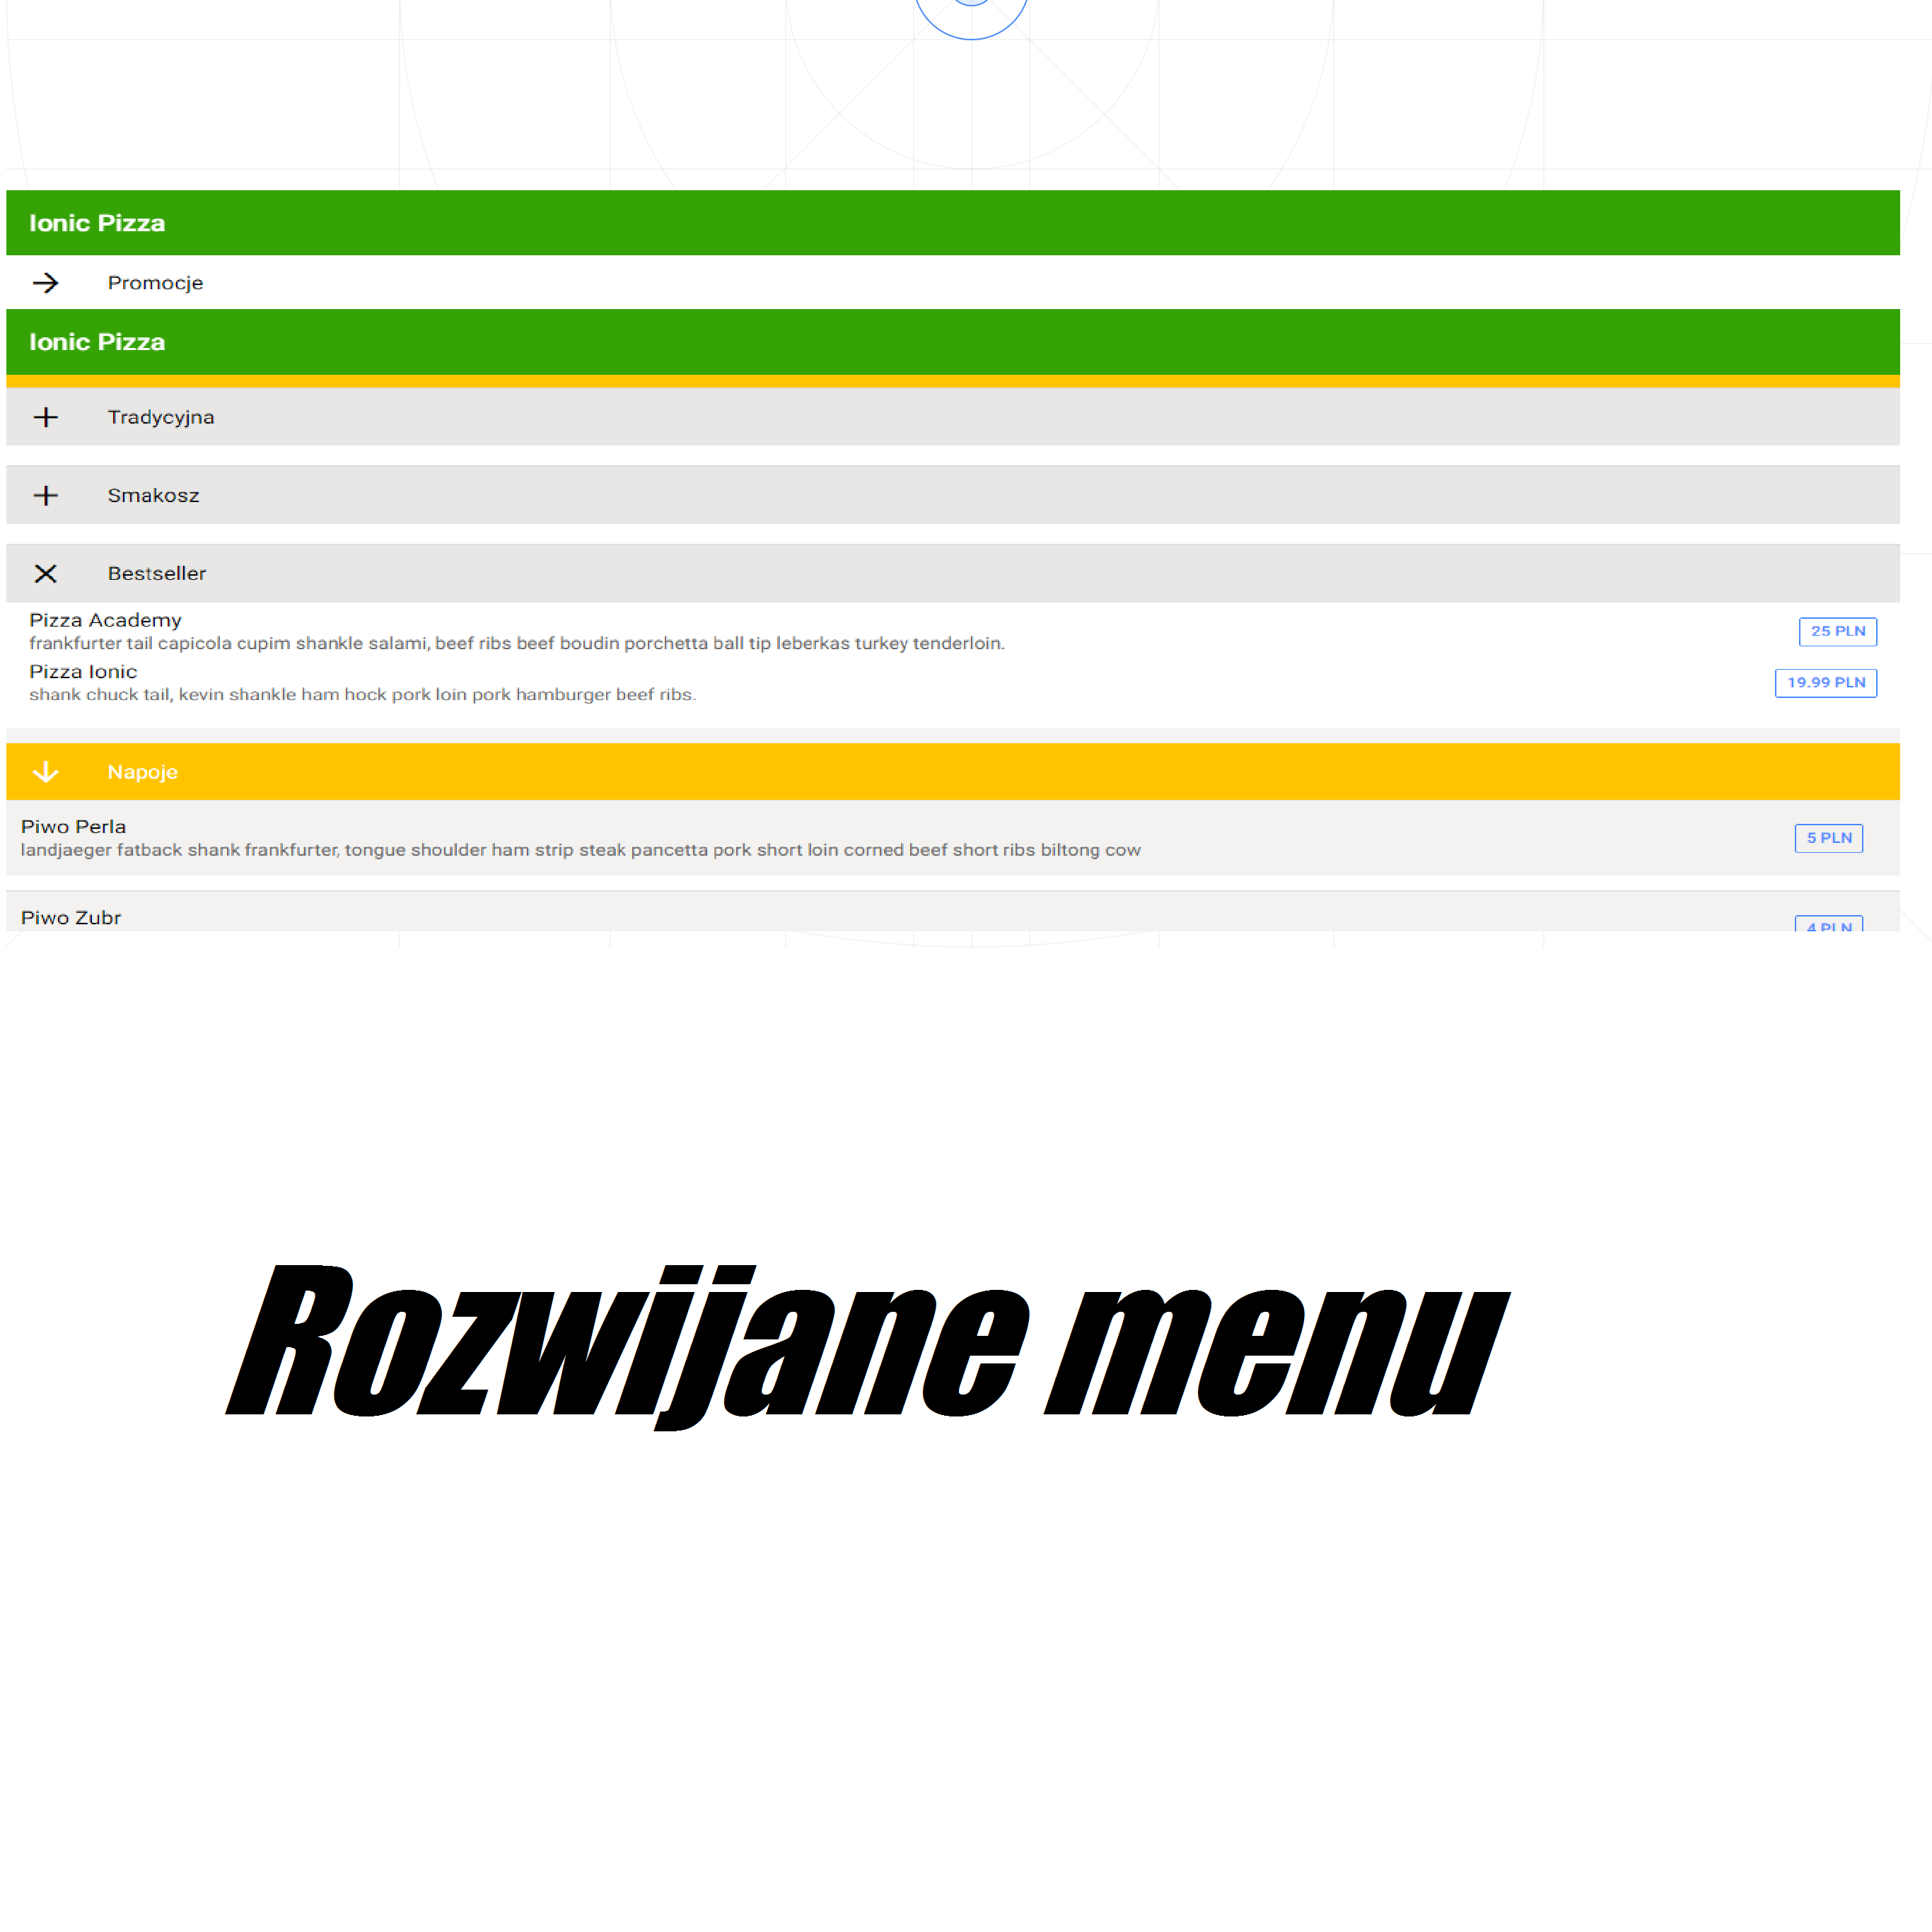 Ionic Pizza
Promocje
Ionic Pizza
Tradycyjna
Smakosz
Bestseller
Pizza Academy
frankfurter tail capicola cupim shankle salami, beef ribs beef boudin porchetta ball tip leberkas turkey tenderloin.
25 PLN
Pizza Ionic
shank chuck tail, kevin shankle ham hock pork loin pork hamburger beef ribs.
19.99 PLN
Napoje
Piwo Perla
landjaeger fatback shank frankfurter, tongue shoulder ham strip steak pancetta pork short loin corned beef short ribs biltong cow
5 PLN
Piwo Zubr
4 PLN
Rozwijane menu